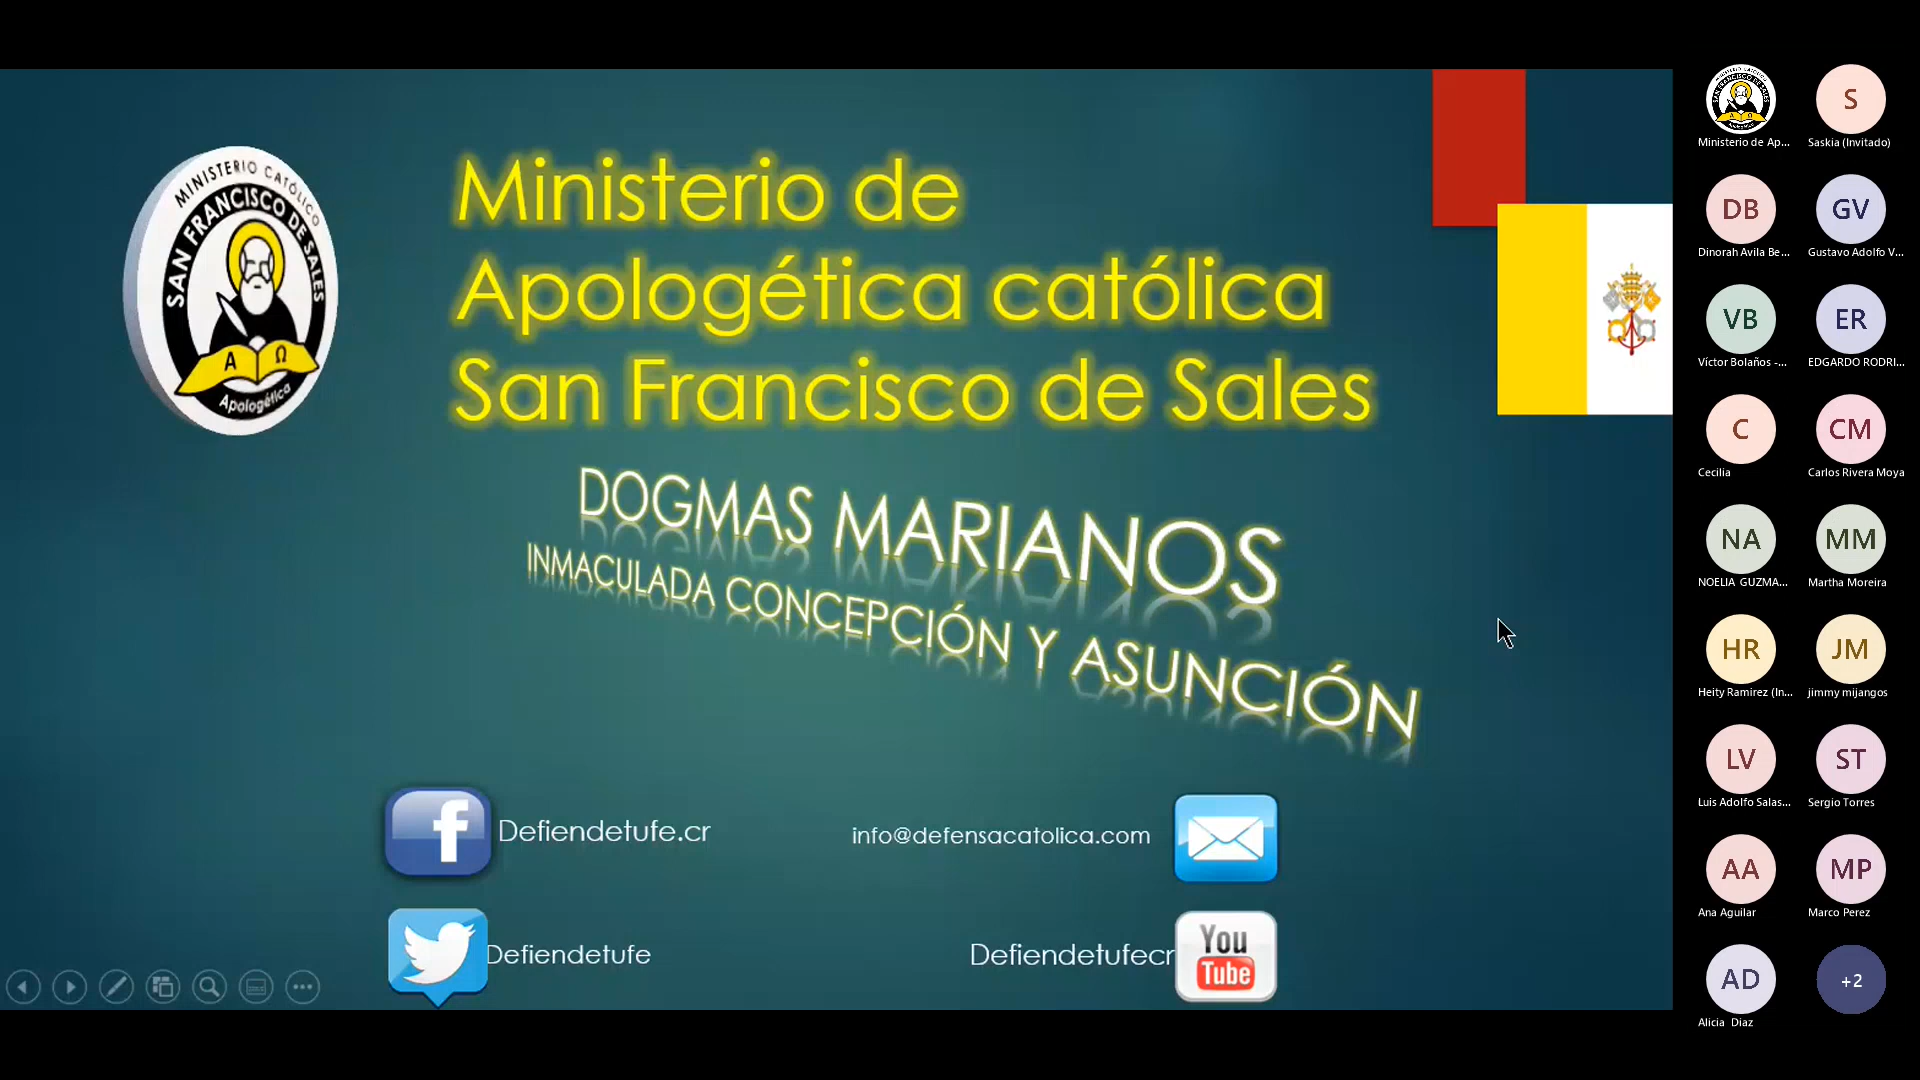 MINISTERIO CATÓLICO
SAN FRANCISCO DE SALES
A Ω
Apologética
Ministerio de
Apologética católica
San Francisco de Sales
DOGMAS MARIANOS
INMACULADA CONCEPCIÓN Y ASUNCIÓN
Defiendetufe.cr
info@defensacatolica.com
Defiendetufe
Defiendetufecr
You
Tube
Ministerio de Ap...
S
Saskia (Invitado)
DB
Dinorah Avila Be...
GV
Gustavo Adolfo V...
VB
Víctor Bolaños -...
ER
EDGARDO RODRI...
C
Cecilia
CM
Carlos Rivera Moya
NA
NOELIA GUZMA...
MM
Martha Moreira
HR
Heity Ramirez (In...
JM
jimmy mijangos
LV
Luis Adolfo Salas...
ST
Sergio Torres
AA
Ana Aguilar
MP
Marco Perez
AD
Alicia Diaz
+2